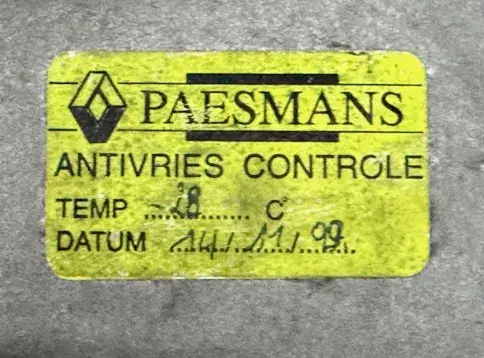 PAESMANS
ANTIVRIES CONTROLE
TEMP -28 C°
DATUM 14/11/99